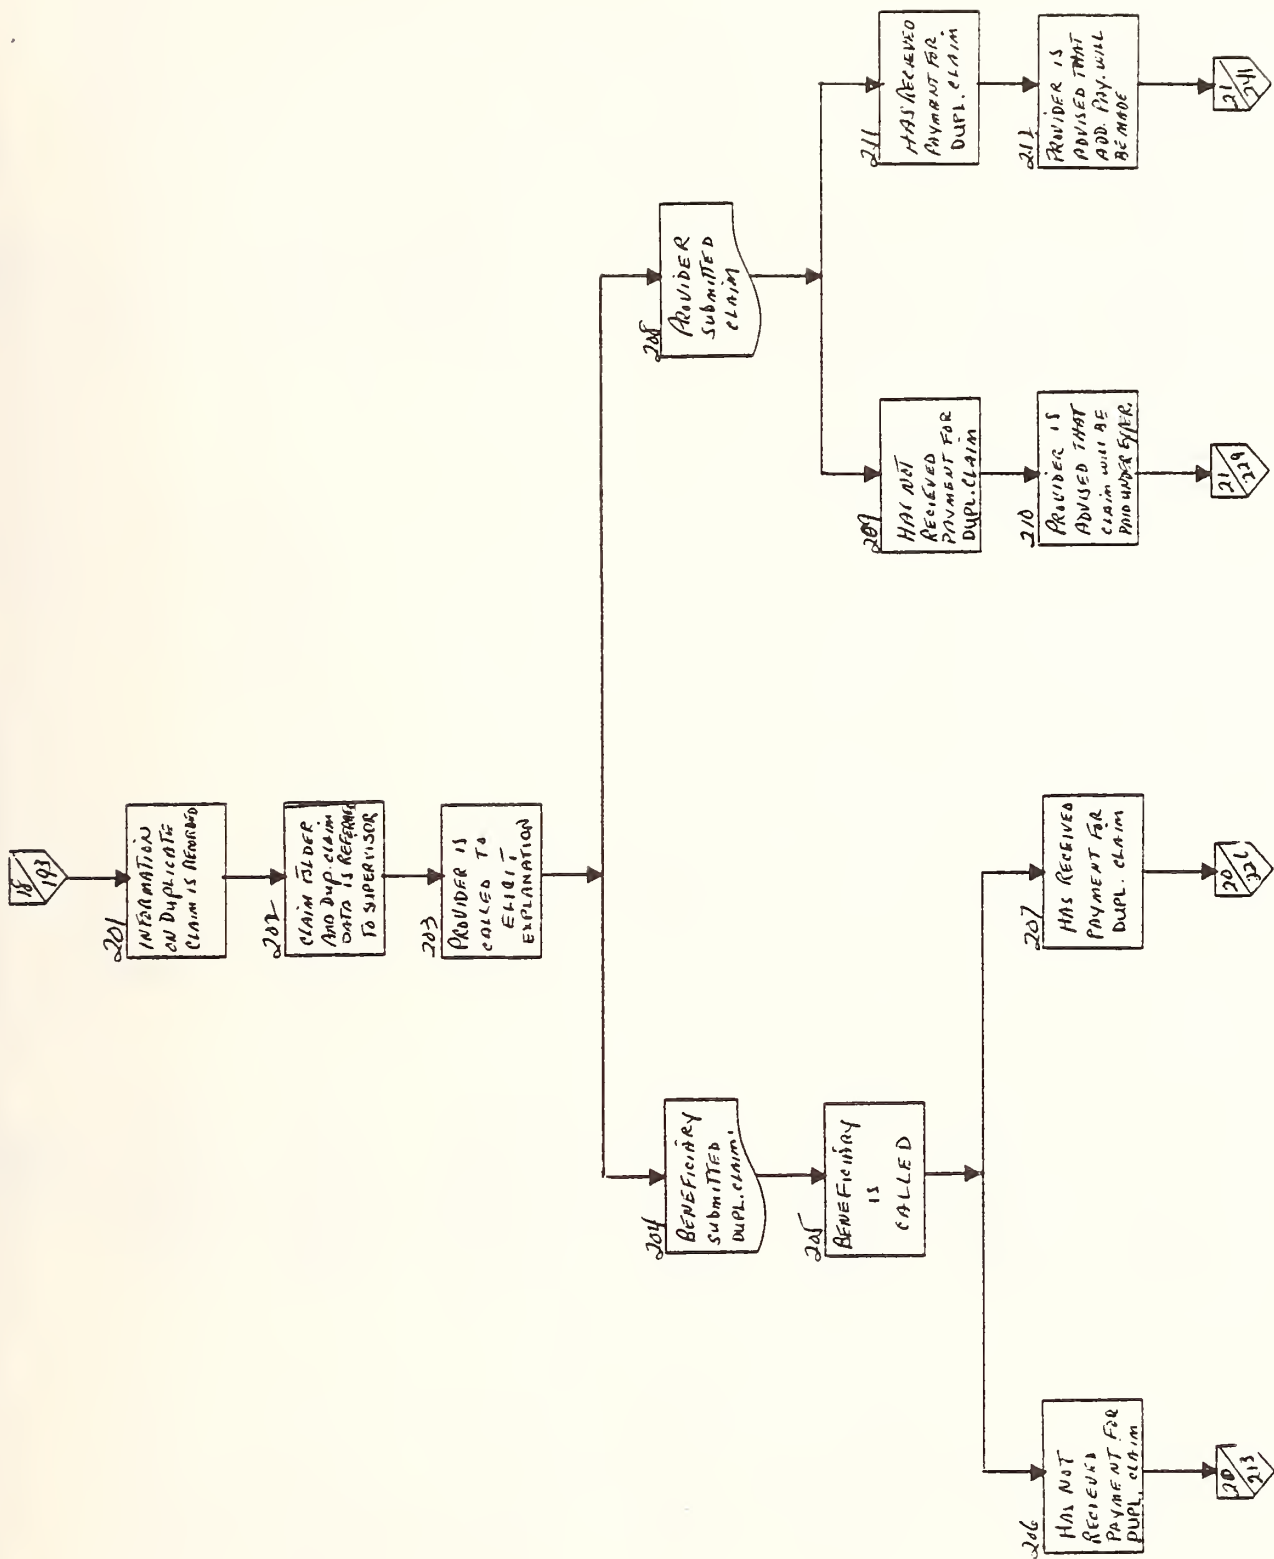 18
193
201
INFORMATION
ON DUPLICATE
CLAIM IS RECORDED
202
CLAIM FOLDER
AND DUP. CLAIM
DATA IS REFERRED
TO SUPERVISOR
203
PROVIDER IS
CALLED TO
ELICIT
EXPLANATION
204
BENEFICIARY
SUBMITTED
DUPL. CLAIM.
205
BENEFICIARY
IS
CALLED
206
HAS NOT
RECIEVED
PAYMENT FOR
DUPL. CLAIM
20
213
207
HAS RECEIVED
PAYMENT FOR
DUPL. CLAIM
20
208
PROVIDER
SUBMITTED
CLAIM
209
HAS NOT
RECIEVED
PAYMENT FOR
DUPL. CLAIM
210
PROVIDER IS
ADVISED THAT
CLAIM WILL BE
PAID UNDER EXPER.
21
229
211
HAS RECIEVED
PAYMENT FOR
DUPL. CLAIM
212
PROVIDER IS
ADVISED THAT
ADD. PAY. WILL
BE MADE
21
241